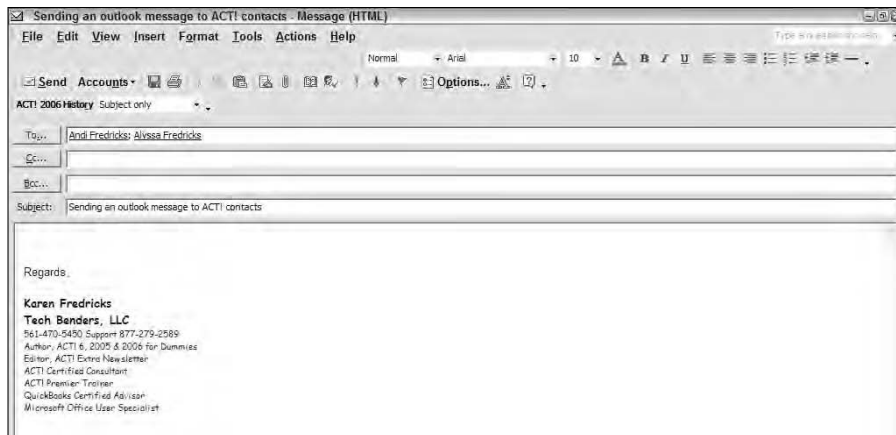 Sending an outlook message to ACT! contacts - Message (HTML)
File Edit View Insert Format Tools Actions Help
Normal Arial 10 A B I U
Send Accounts Options...
ACT! 2006 History Subject only
To... Andi Fredricks; Alyssa Fredricks
Cc...
Bcc...
Subject: Sending an outlook message to ACT! contacts
Regards,
Karen Fredricks
Tech Benders, LLC
561-470-5450 Support 877-279-2589
Author, ACT! 6, 2005 & 2006 for Dummies
Editor, ACT! Extra Newsletter
ACT! Certified Consultant
ACT! Premier Trainer
QuickBooks Certified Advisor
Microsoft Office User Specialist